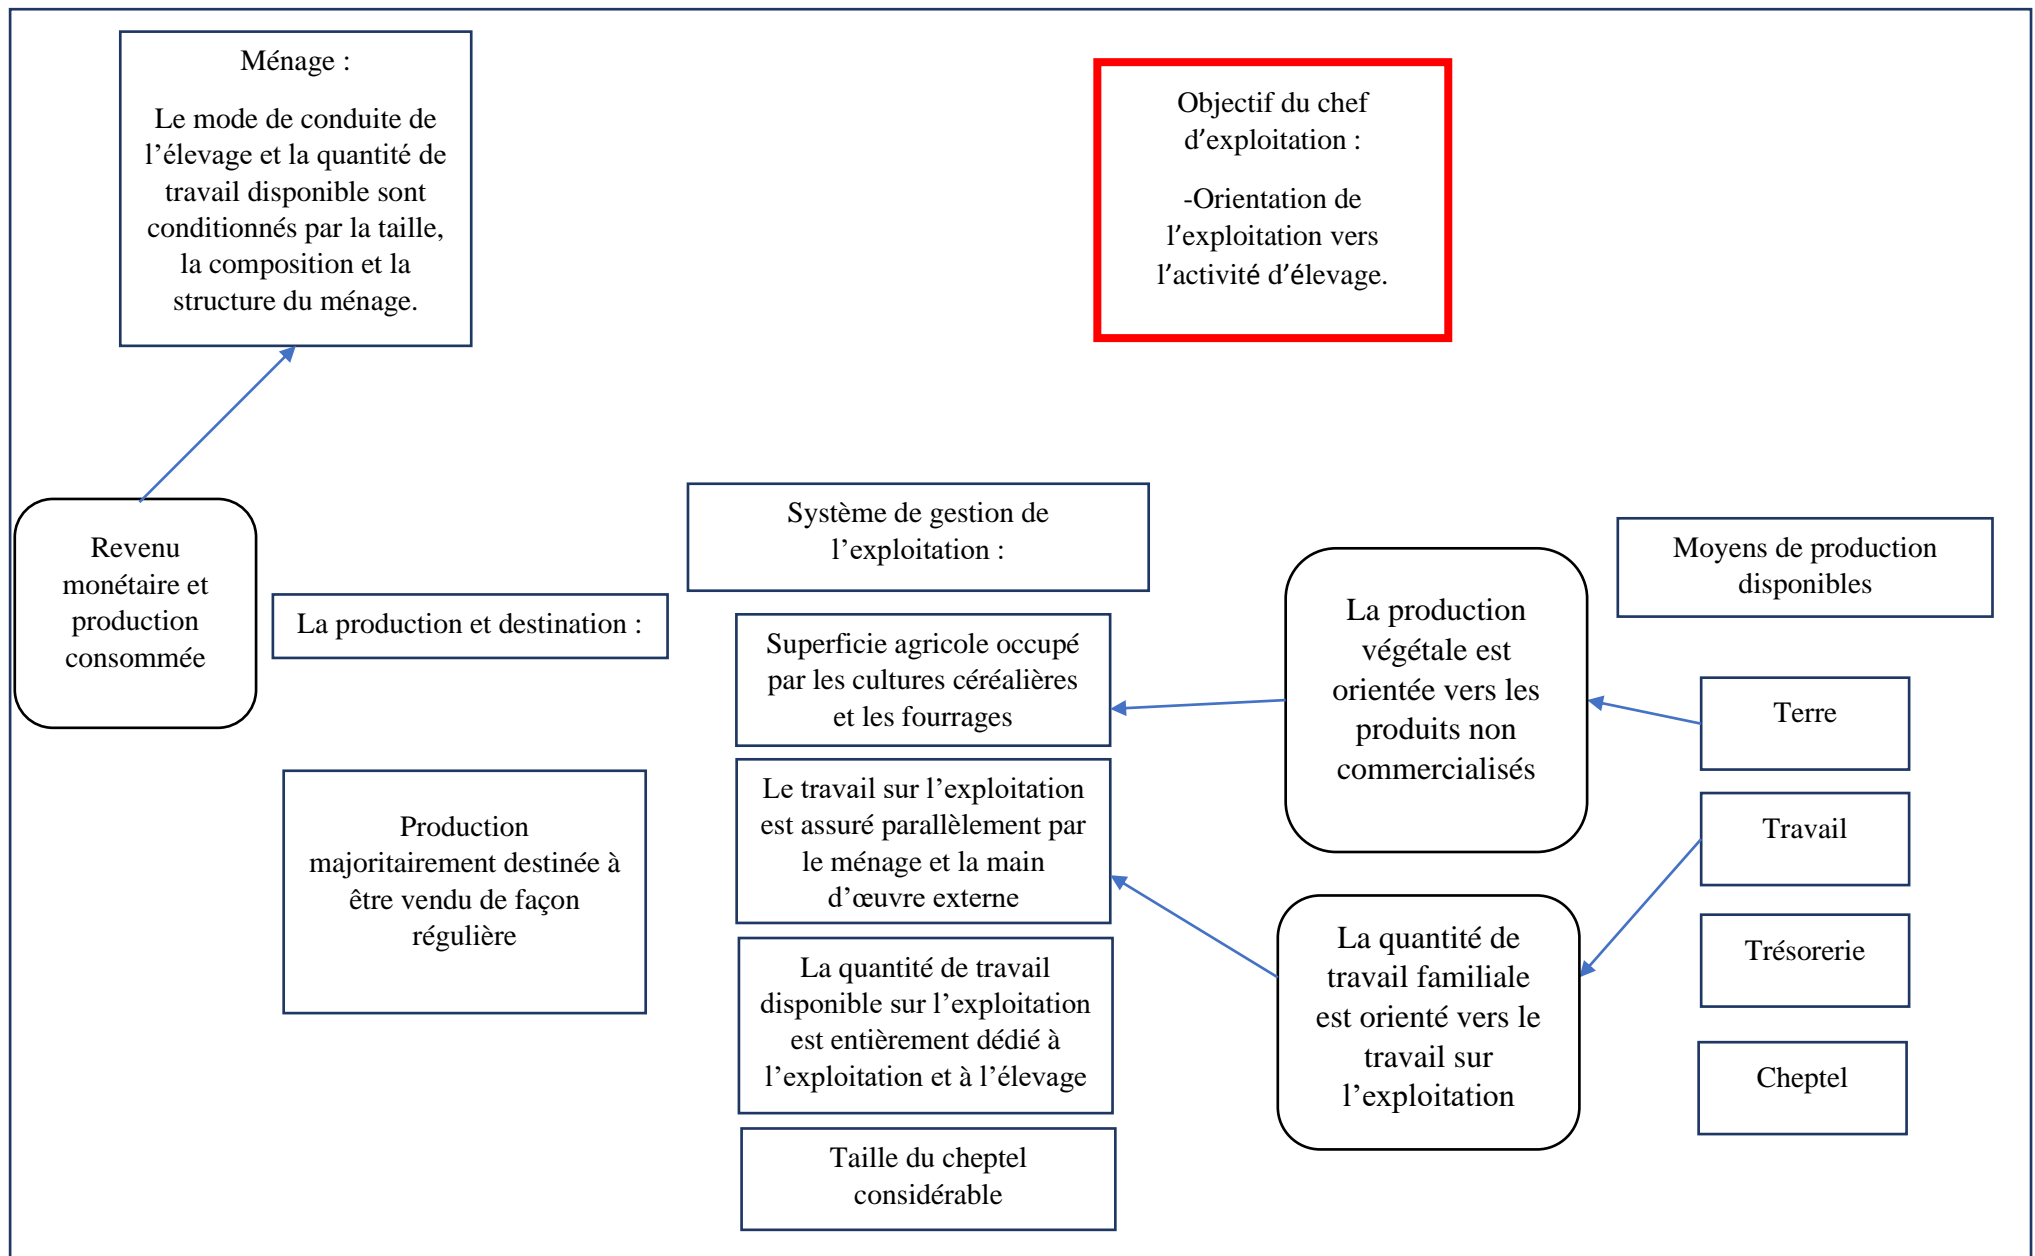 Ménage :
Le mode de conduite de
l’élevage et la quantité de
travail disponible sont
conditionnés par la taille,
la composition et la
structure du ménage.
Objectif du chef
d’exploitation :
-Orientation de
l’exploitation vers
l’activité d’élevage.
Revenu
monétaire et
production
consommée
La production et destination :
Production
majoritairement destinée à
être vendu de façon
régulière
Système de gestion de
l’exploitation :
Superficie agricole occupé
par les cultures céréalières
et les fourrages
Le travail sur l’exploitation
est assuré parallèlement par
le ménage et la main
d’œuvre externe
La quantité de travail
disponible sur l’exploitation
est entièrement dédié à
l’exploitation et à l’élevage
Taille du cheptel
considérable
La production
végétale est
orientée vers les
produits non
commercialisés
La quantité de
travail familiale
est orienté vers le
travail sur
l’exploitation
Moyens de production
disponibles
Terre
Travail
Trésorerie
Cheptel